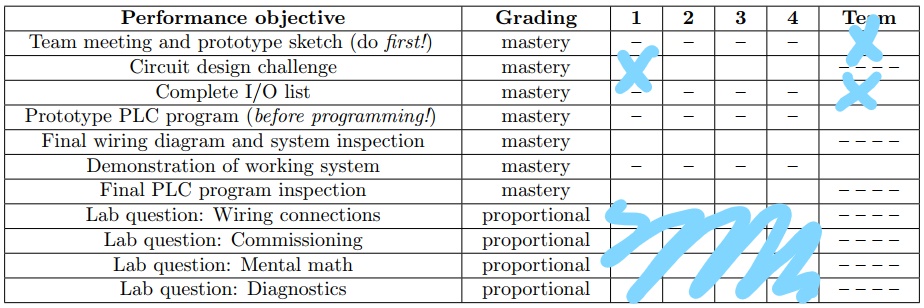 Performance objective Grading 1 2 3 4 Team
Team meeting and prototype sketch (do first!) mastery – – – –
Circuit design challenge mastery – – – –
Complete I/O list mastery – – – –
Prototype PLC program (before programming!) mastery – – – –
Final wiring diagram and system inspection mastery – – – –
Demonstration of working system mastery – – – –
Final PLC program inspection mastery – – – –
Lab question: Wiring connections proportional – – – –
Lab question: Commissioning proportional – – – –
Lab question: Mental math proportional – – – –
Lab question: Diagnostics proportional – – – –